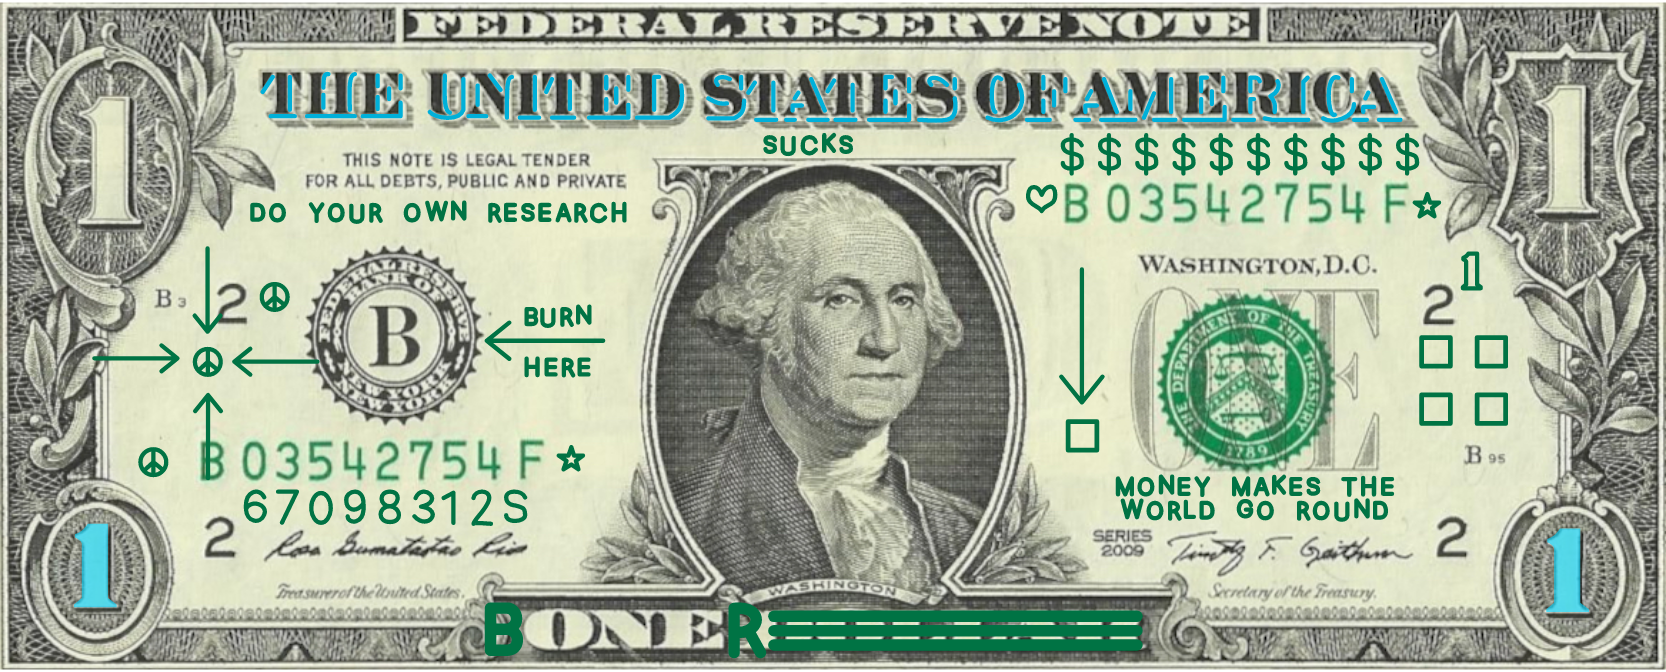 FEDERAL RESERVE NOTE
THE UNITED STATES OF AMERICA
SUCKS
1
1
THIS NOTE IS LEGAL TENDER
FOR ALL DEBTS, PUBLIC AND PRIVATE
DO YOUR OWN RESEARCH
$$$$$$$$$$
B 03542754 F
WASHINGTON, D.C.
B 3
2
FEDERAL RESERVE
BANK OF
B
NEW YORK
NEW YORK
BURN
HERE
1
2
ONE
THE DEPARTMENT OF THE TREASURY
1789
B 95
B 03542754 F
67098312S
MONEY MAKES THE
WORLD GO ROUND
2
Rosa Gumataotao Rios
Treasurer of the United States.
SERIES
2009
Timothy F. Geithner
2
Secretary of the Treasury.
WASHINGTON
1
BONER
1